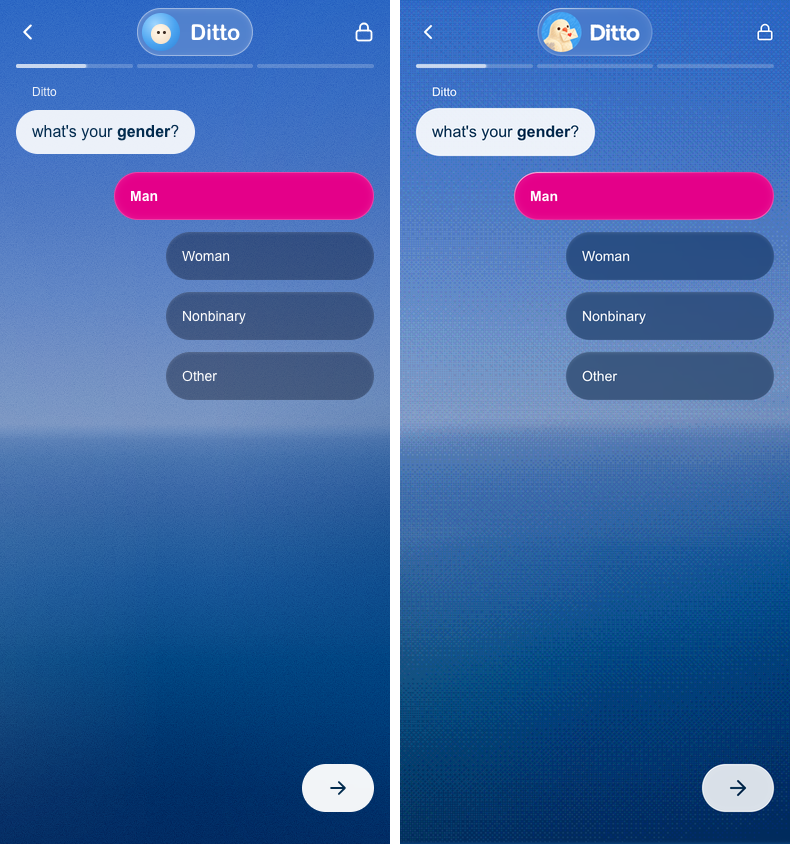 Ditto
Ditto
what's your gender?
Man
Woman
Nonbinary
Other
Ditto
Ditto
what's your gender?
Man
Woman
Nonbinary
Other